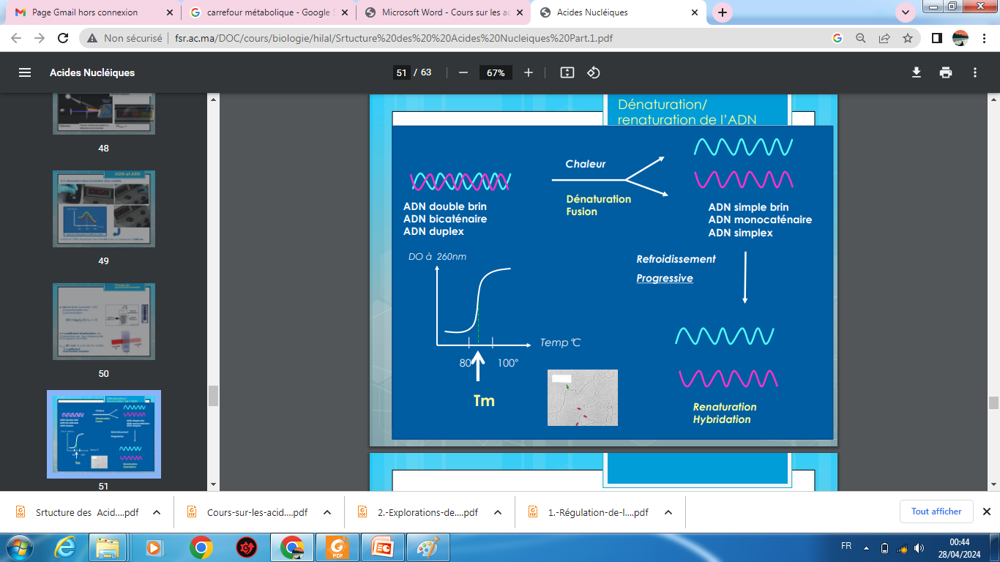 Page Gmail hors connexion
carrefour métabolique - Google S
Microsoft Word - Cours sur les ac
Acides Nucléiques
Non sécurisé
fsr.ac.ma/DOC/cours/biologie/hilal/Srtucture%20des%20%20Acides%20Nucleiques%20Part.1.pdf
Acides Nucléiques
51 / 63
67%
48
ADN et ARN
49
50
51
Dénaturation/
renaturation de l'ADN
Chaleur
Dénaturation
Fusion
ADN double brin
ADN bicaténaire
ADN duplex
ADN simple brin
ADN monocaténaire
ADN simplex
DO à 260nm
Refroidissement
Progressive
Temp°C
80
100°
Tm
Renaturation
Hybridation
Srtucture des Acid....pdf
Cours-sur-les-acid....pdf
2.-Explorations-de....pdf
1.-Régulation-de-l....pdf
Tout afficher
FR
00:44
28/04/2024